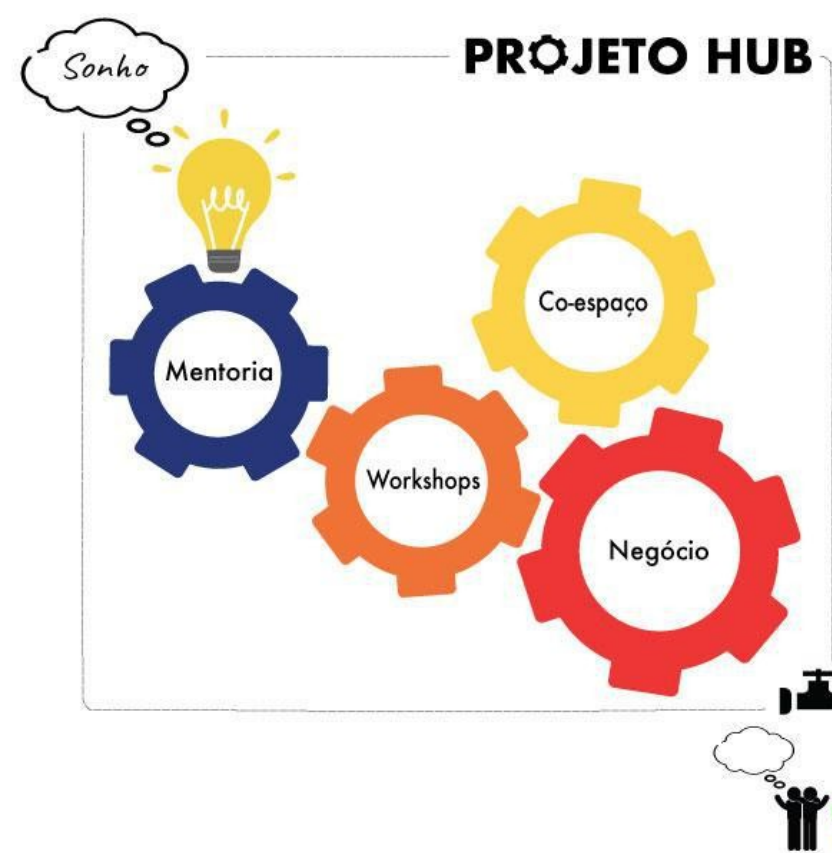 Sonho
PROJETO HUB
Co-espaço
Mentoria
Workshops
Negócio